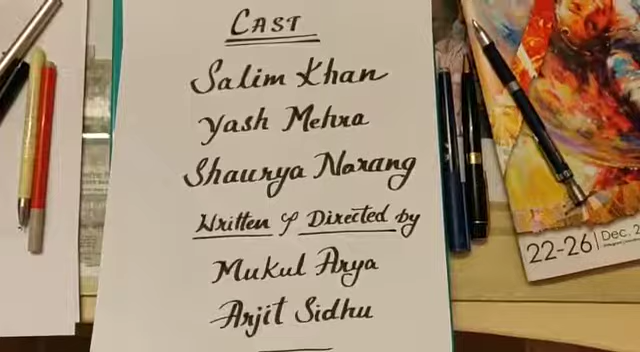 CAST
Salim Khan
Yash Mehra
Shaurya Narang
Written & Directed by
Mukul Arya
Arjit Sidhu
22-26 | Dec. 2